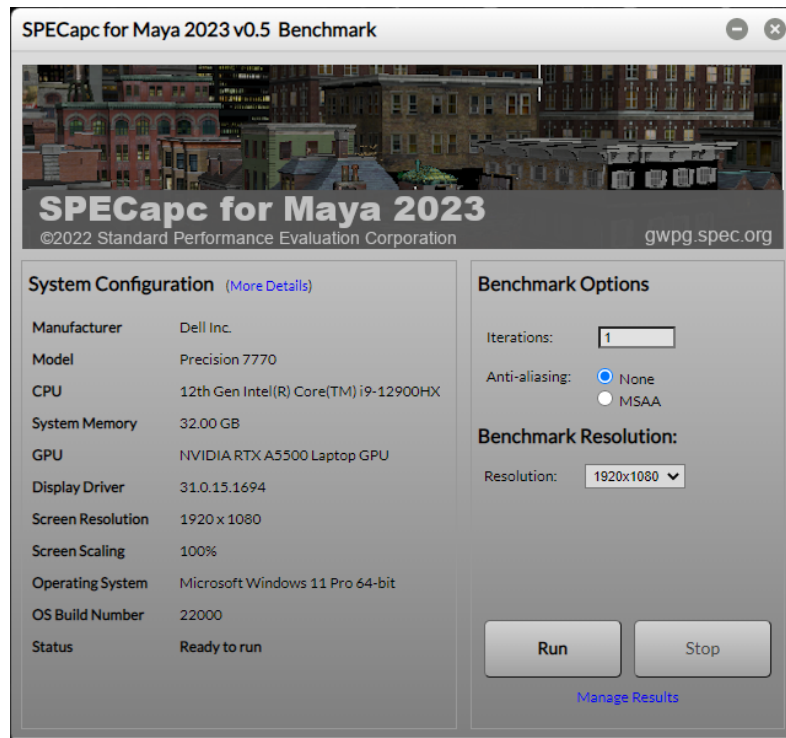 SPECapc for Maya 2023 v0.5 Benchmark
SPECapc for Maya 2023
©2022 Standard Performance Evaluation Corporation
gwpg.spec.org
System Configuration (More Details)
Manufacturer Dell Inc.
Model Precision 7770
CPU 12th Gen Intel(R) Core(TM) i9-12900HX
System Memory 32.00 GB
GPU NVIDIA RTX A5500 Laptop GPU
Display Driver 31.0.15.1694
Screen Resolution 1920 x 1080
Screen Scaling 100%
Operating System Microsoft Windows 11 Pro 64-bit
OS Build Number 22000
Status Ready to run
Benchmark Options
Iterations: 1
Anti-aliasing: None
MSAA
Benchmark Resolution:
Resolution: 1920x1080
Run Stop
Manage Results